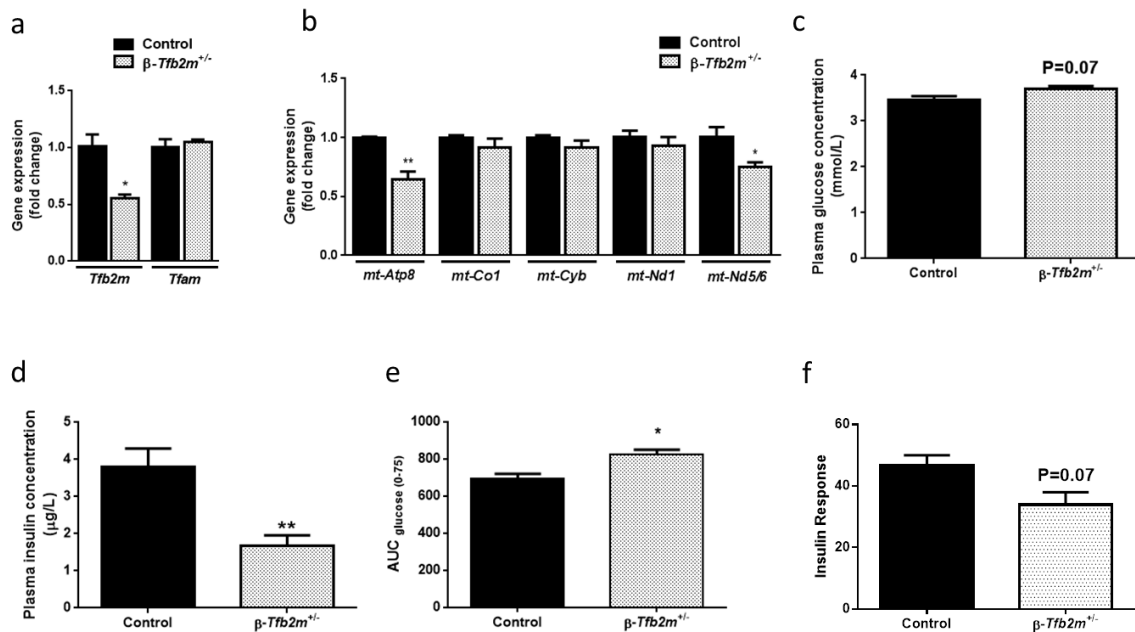 a
Control
β-Tfb2m+/-
Gene expression
(fold change)
1.5
1.0
0.5
0.0
*
Tfb2m
Tfam
b
Control
β-Tfb2m+/-
Gene expression
(fold change)
1.5
1.0
0.5
0.0
**
*
mt-Atp8
mt-Co1
mt-Cyb
mt-Nd1
mt-Nd5/6
c
Plasma glucose concentration
(mmol/L)
4
3
2
1
0
P=0.07
Control
β-Tfb2m+/-
d
Plasma insulin concentration
(µg/L)
5
4
3
2
1
0
**
Control
β-Tfb2m+/-
e
AUC glucose (0-75)
1000
800
600
400
200
0
*
Control
β-Tfb2m+/-
f
Insulin Response
60
40
20
0
P=0.07
Control
β-Tfb2m+/-